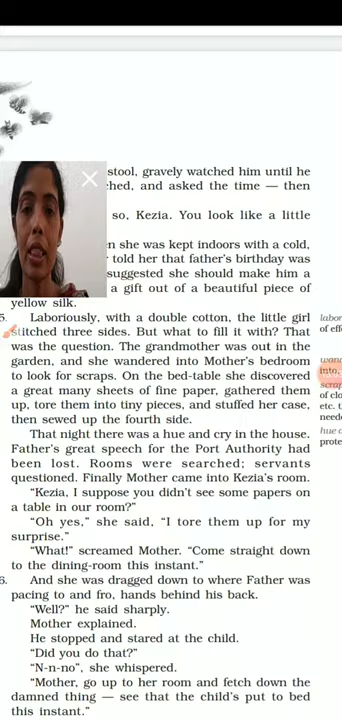 stool, gravely watched him until he
ched, and asked the time — then
so, Kezia. You look like a little
n she was kept indoors with a cold,
told her that father's birthday was
suggested she should make him a
a gift out of a beautiful piece of
yellow silk.
5. Laboriously, with a double cotton, the little girl
stitched three sides. But what to fill it with? That
was the question. The grandmother was out in the
garden, and she wandered into Mother's bedroom
to look for scraps. On the bed-table she discovered
a great many sheets of fine paper, gathered them
up, tore them into tiny pieces, and stuffed her case,
then sewed up the fourth side.
That night there was a hue and cry in the house.
Father's great speech for the Port Authority had
been lost. Rooms were searched; servants
questioned. Finally Mother came into Kezia's room.
"Kezia, I suppose you didn't see some papers on
a table in our room?"
"Oh yes," she said, "I tore them up for my
surprise."
"What!" screamed Mother. "Come straight down
to the dining-room this instant."
6. And she was dragged down to where Father was
pacing to and fro, hands behind his back.
"Well?" he said sharply.
Mother explained.
He stopped and stared at the child.
"Did you do that?"
"N-n-no", she whispered.
"Mother, go up to her room and fetch down the
damned thing — see that the child's put to bed
this instant."
labor
of eff
wand
into,
scrap
of clo
etc. t
neede
hue a
prote